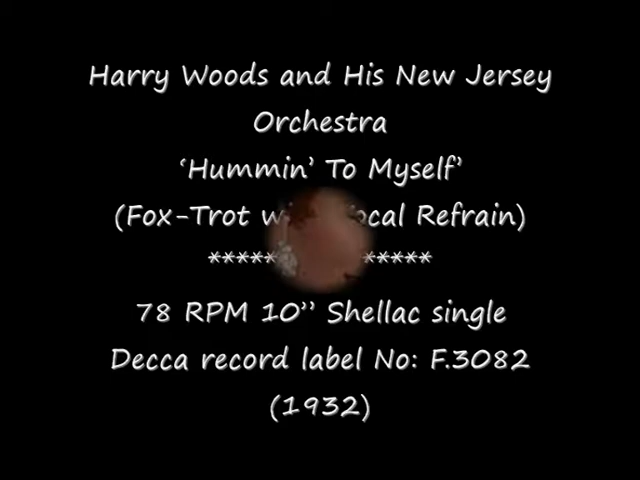 Harry Woods and His New Jersey
Orchestra
‘Hummin’ To Myself’
(Fox-Trot Refrain)
***** *****
78 RPM 10” Shellac single
Decca record label No: F.3082
(1932)